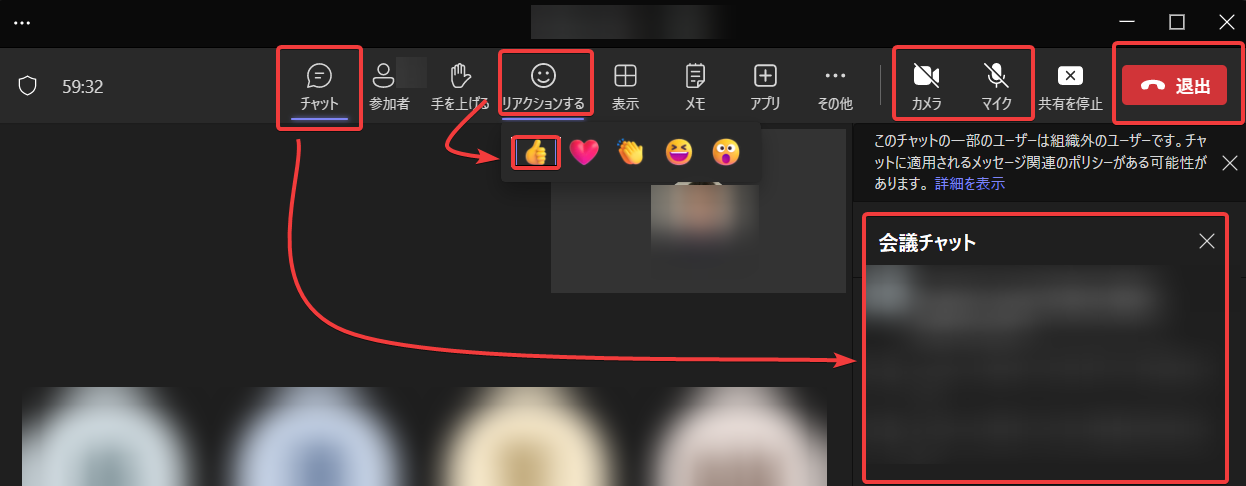 59:32
チャット
参加者
手を上げる
リアクションする
表示
メモ
アプリ
その他
カメラ
マイク
共有を停止
退出
このチャットの一部のユーザーは組織外のユーザーです。チャ
ットに適用されるメッセージ関連のポリシーがある可能性が
あります。 詳細を表示
会議チャット